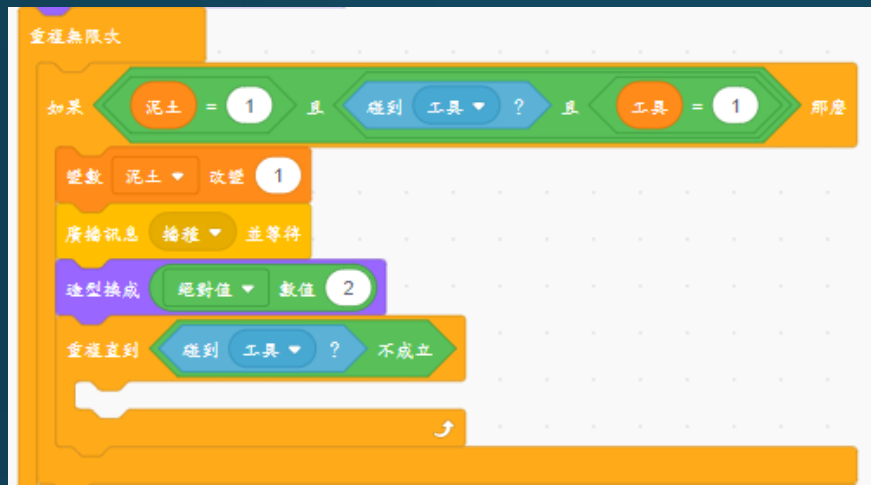 重複無限次
如果 泥土 = 1 且 碰到 工具 ? 且 工具 = 1 那麼
變數 泥土 改變 1
廣播訊息 播種 並等待
造型換成 絕對值 數值 2
重複直到 碰到 工具 ? 不成立